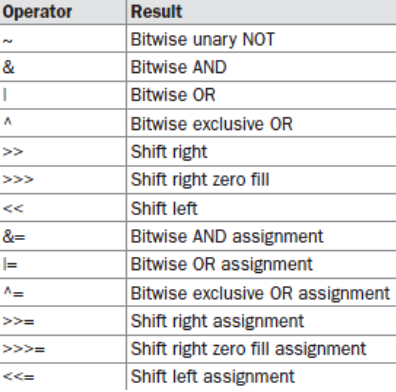 Operator Result
~ Bitwise unary NOT
& Bitwise AND
| Bitwise OR
^ Bitwise exclusive OR
>> Shift right
>>> Shift right zero fill
<< Shift left
&= Bitwise AND assignment
|= Bitwise OR assignment
^= Bitwise exclusive OR assignment
>>= Shift right assignment
>>>= Shift right zero fill assignment
<<= Shift left assignment